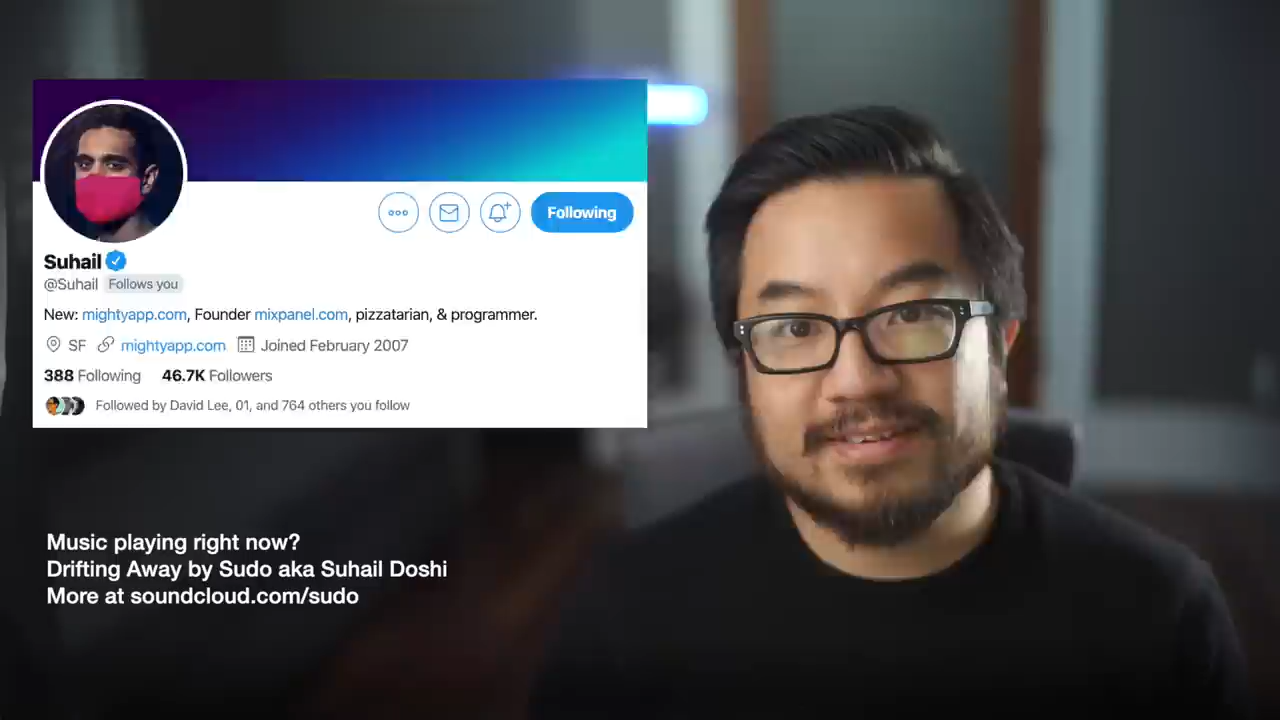 Following
Suhail
@Suhail Follows you
New: mightyapp.com, Founder mixpanel.com, pizzatarian, & programmer.
SF mightyapp.com Joined February 2007
388 Following 46.7K Followers
Followed by David Lee, 01, and 764 others you follow
Music playing right now?
Drifting Away by Sudo aka Suhail Doshi
More at soundcloud.com/sudo